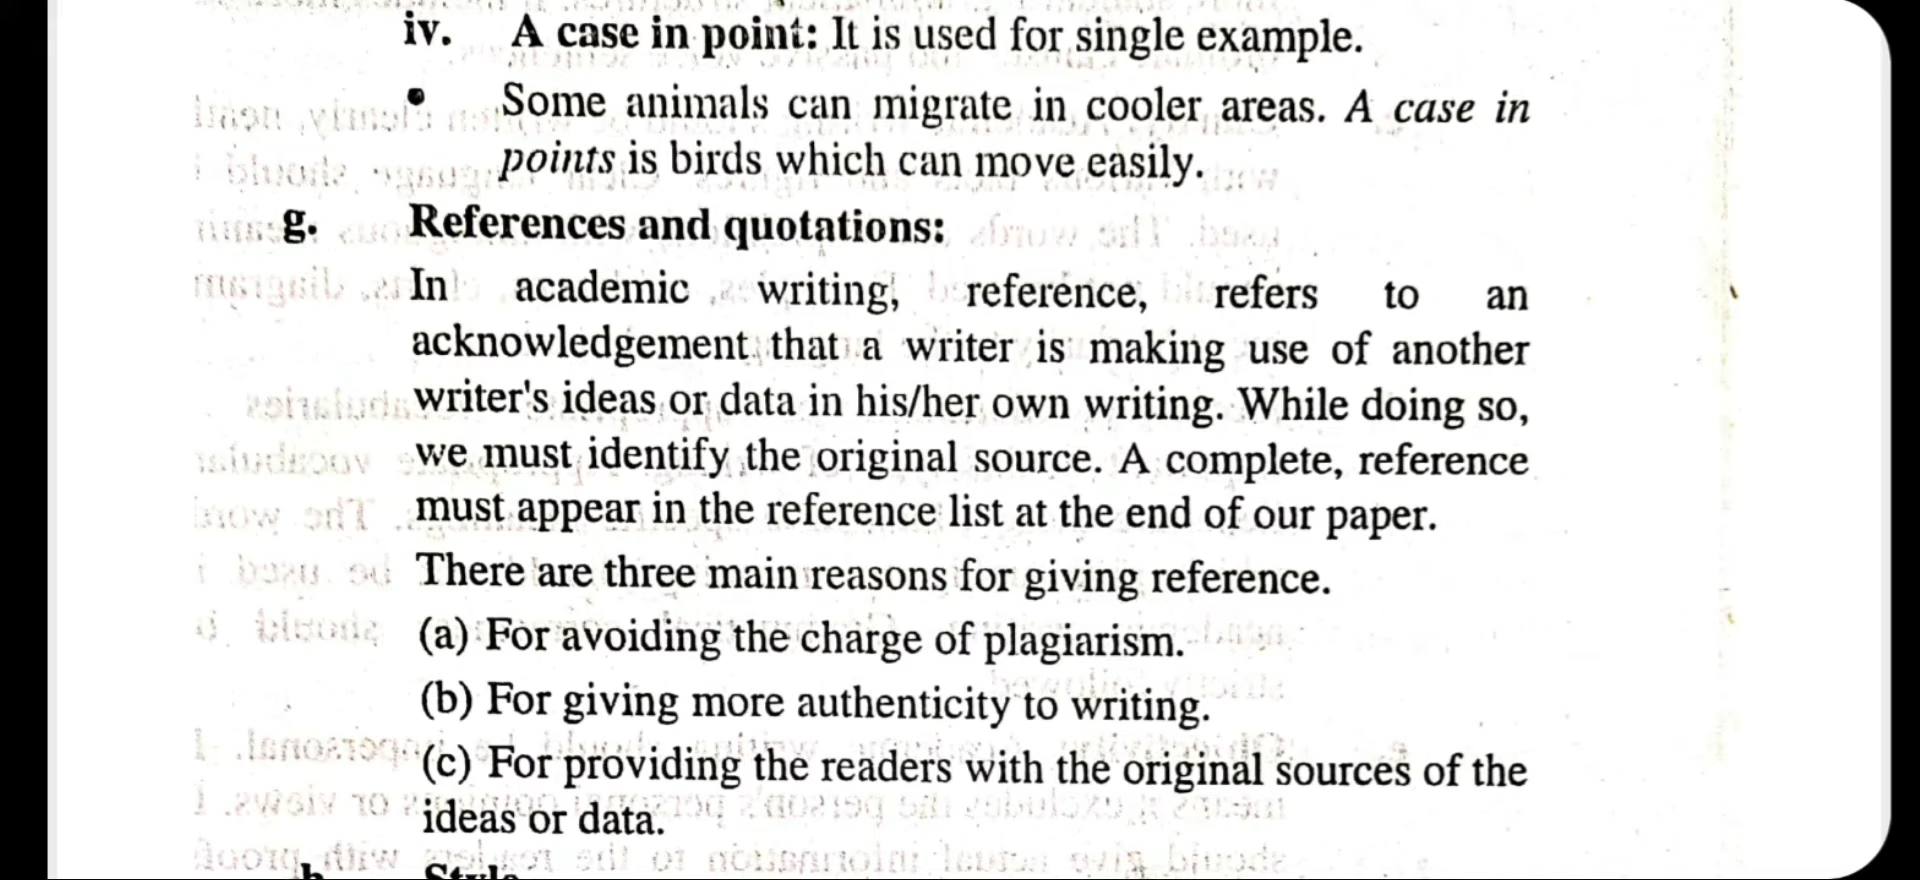 iv. A case in point: It is used for single example.
• Some animals can migrate in cooler areas. A case in
points is birds which can move easily.
g. References and quotations:
In academic writing, reference, refers to an
acknowledgement that a writer is making use of another
writer's ideas or data in his/her own writing. While doing so,
we must identify the original source. A complete, reference
must appear in the reference list at the end of our paper.
There are three main reasons for giving reference.
(a) For avoiding the charge of plagiarism.
(b) For giving more authenticity to writing.
(c) For providing the readers with the original sources of the
ideas or data.
h. Style